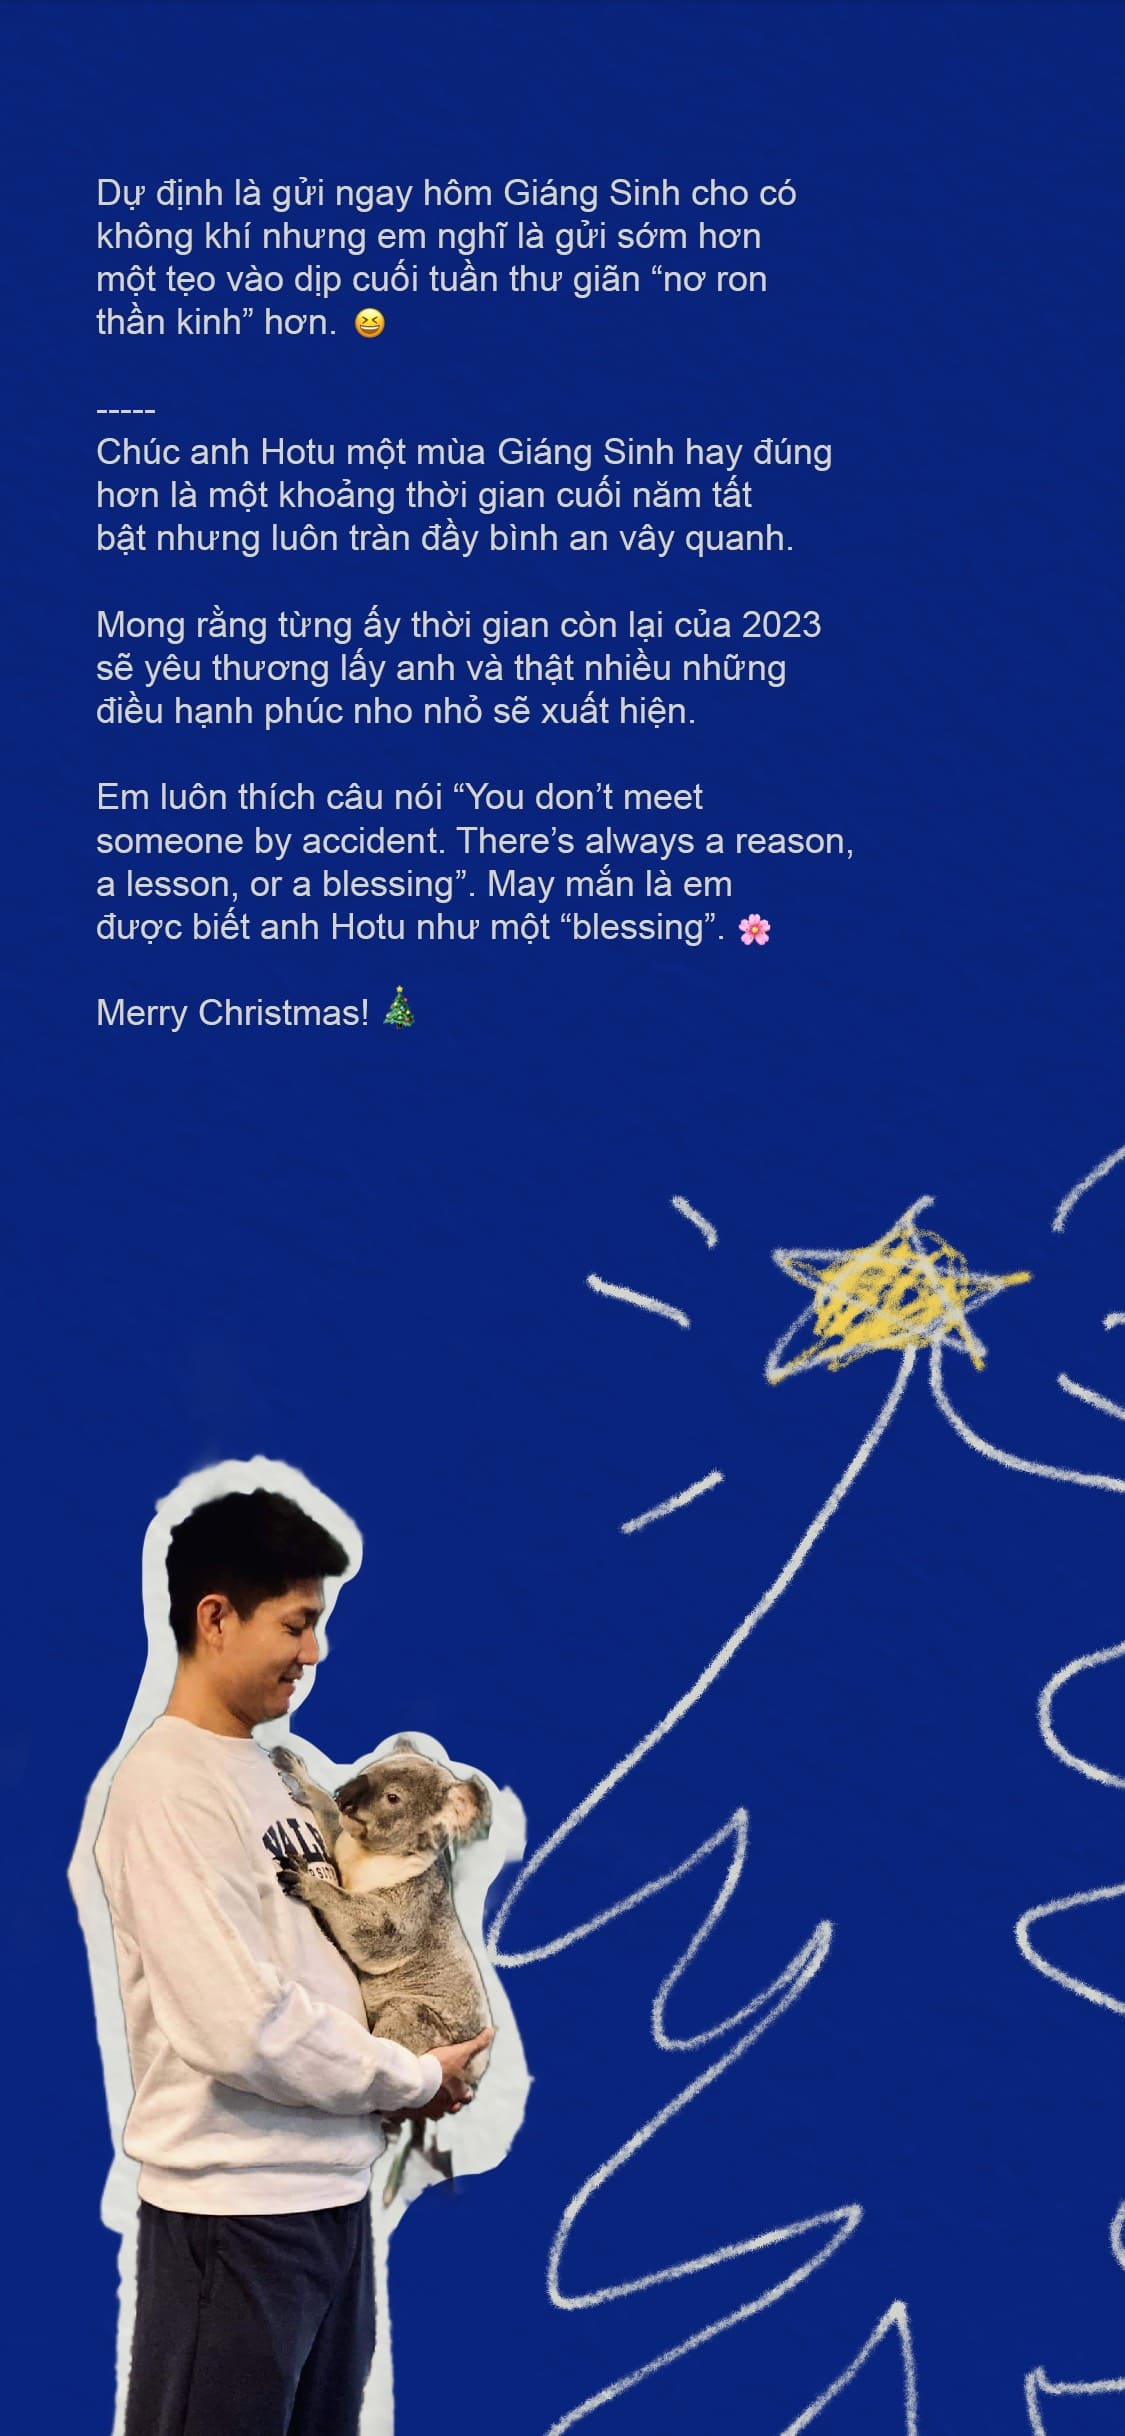 Dự định là gửi ngay hôm Giáng Sinh cho có
không khí nhưng em nghĩ là gửi sớm hơn
một tẹo vào dịp cuối tuần thư giãn “nơ ron
thần kinh” hơn. 😆
-----
Chúc anh Hotu một mùa Giáng Sinh hay đúng
hơn là một khoảng thời gian cuối năm tất
bật nhưng luôn tràn đầy bình an vây quanh.
Mong rằng từng ấy thời gian còn lại của 2023
sẽ yêu thương lấy anh và thật nhiều những
điều hạnh phúc nho nhỏ sẽ xuất hiện.
Em luôn thích câu nói “You don’t meet
someone by accident. There’s always a reason,
a lesson, or a blessing”. May mắn là em
được biết anh Hotu như một “blessing”. 🌸
Merry Christmas! 🎄